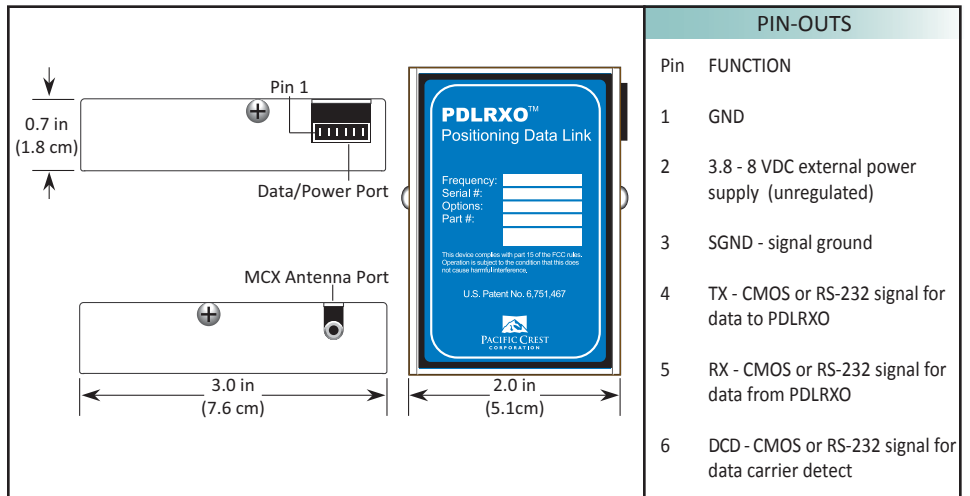 Pin 1
0.7 in
(1.8 cm)
Data/Power Port
MCX Antenna Port
3.0 in
(7.6 cm)
PDLRXO™
Positioning Data Link
Frequency:
Serial #:
Options:
Part #:
This device complies with part 15 of the FCC rules.
Operation is subject to the condition that this does
not cause harmful interference.
U.S. Patent No. 6,751,467
PACIFIC CREST
CORPORATION
2.0 in
(5.1cm)
PIN-OUTS
Pin FUNCTION
1 GND
2 3.8 - 8 VDC external power
supply (unregulated)
3 SGND - signal ground
4 TX - CMOS or RS-232 signal for
data to PDLRXO
5 RX - CMOS or RS-232 signal for
data from PDLRXO
6 DCD - CMOS or RS-232 signal for
data carrier detect